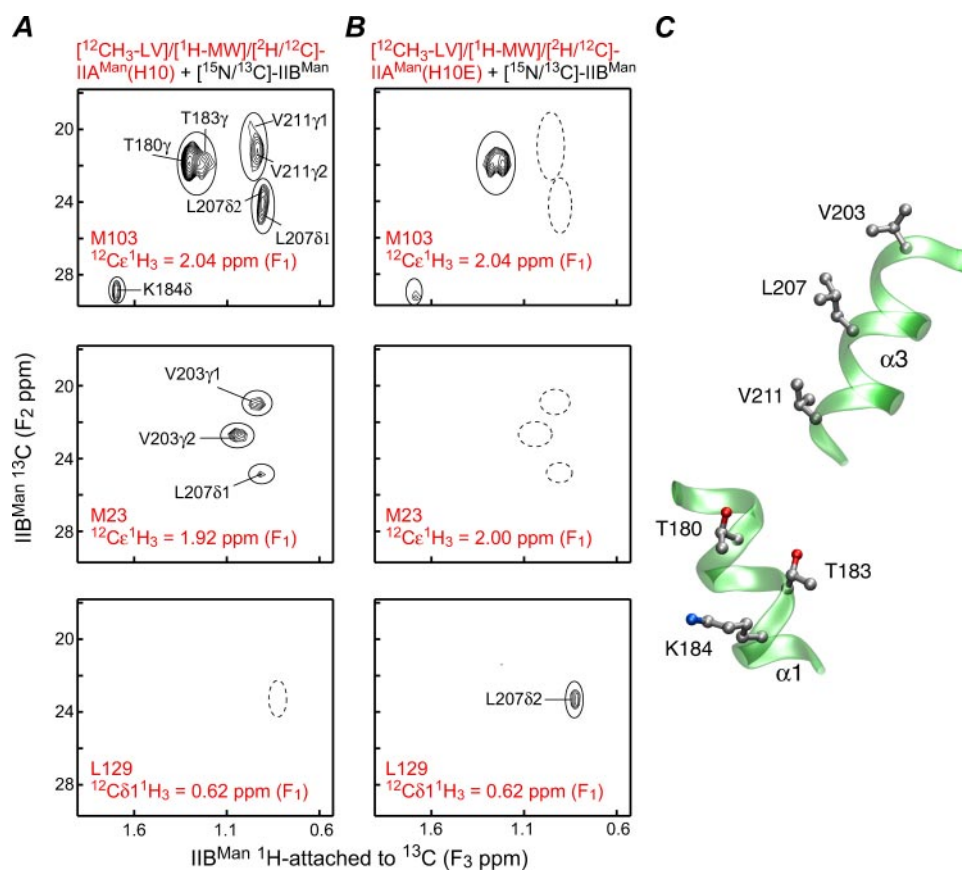 A
[¹²CH₃-LV]/[¹H-MW]/[²H/¹²C]-
IIAᴹᵃⁿ(H10) + [¹⁵N/¹³C]-IIBᴹᵃⁿ
B
[¹²CH₃-LV]/[¹H-MW]/[²H/¹²C]-
IIAᴹᵃⁿ(H10E) + [¹⁵N/¹³C]-IIBᴹᵃⁿ
C
20
24
28
T183γ
V211γ1
T180γ
V211γ2
L207δ2
L207δ1
M103
¹²Cε¹H₃ = 2.04 ppm (F₁)
K184δ
M103
¹²Cε¹H₃ = 2.04 ppm (F₁)
IIBᴹᵃⁿ ¹³C (F₂ ppm)
20
24
28
V203γ1
V203γ2
L207δ1
M23
¹²Cε¹H₃ = 1.92 ppm (F₁)
M23
¹²Cε¹H₃ = 2.00 ppm (F₁)
20
24
28
L129
¹²Cδ1¹H₃ = 0.62 ppm (F₁)
L207δ2
L129
¹²Cδ1¹H₃ = 0.62 ppm (F₁)
1.6 1.1 0.6
1.6 1.1 0.6
IIBᴹᵃⁿ ¹H-attached to ¹³C (F₃ ppm)
V203
L207
α3
V211
T180
T183
K184
α1